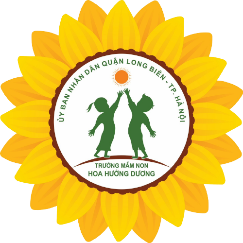 ỦY BAN NHÂN DÂN QUẬN LONG BIÊN - TP. HÀ NỘI
TRƯỜNG MẦM NON
HOA HƯỚNG DƯƠNG